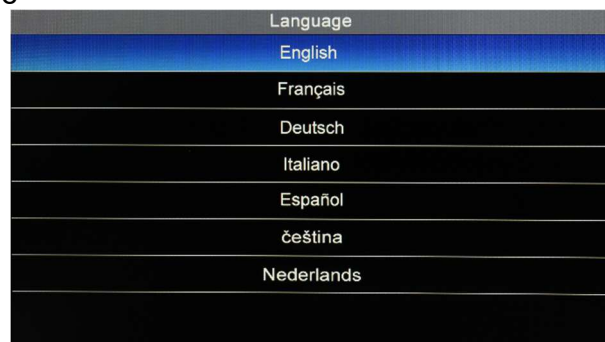 Language
English
Français
Deutsch
Italiano
Español
čeština
Nederlands